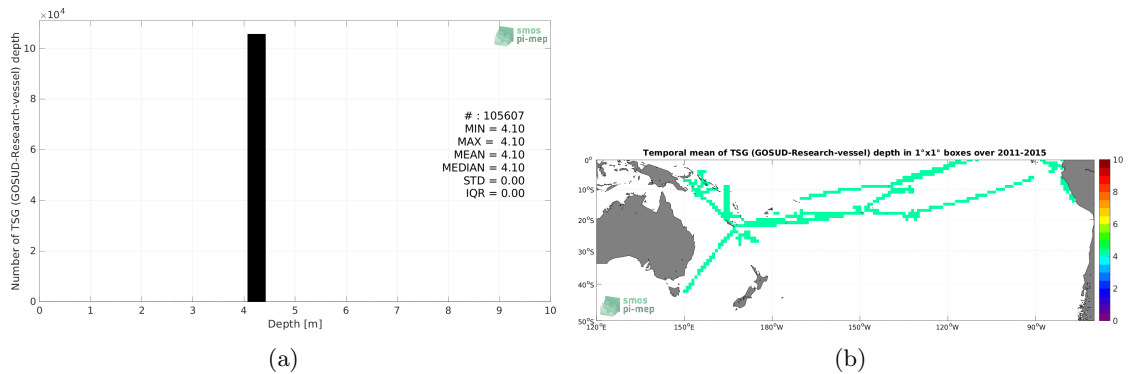 ×10⁴
10
8
6
4
2
0
Number of TSG (GOSUD-Research-vessel) depth
0 1 2 3 4 5 6 7 8 9 10
Depth [m]
smos
pi-mep
# : 105607
MIN = 4.10
MAX = 4.10
MEAN = 4.10
MEDIAN = 4.10
STD = 0.00
IQR = 0.00
(a)
Temporal mean of TSG (GOSUD-Research-vessel) depth in 1°x1° boxes over 2011-2015
0°
10°S
20°S
30°S
40°S
50°S
120°E 150°E 180°W 150°W 120°W 90°W
smos
pi-mep
10
8
6
4
2
0
(b)